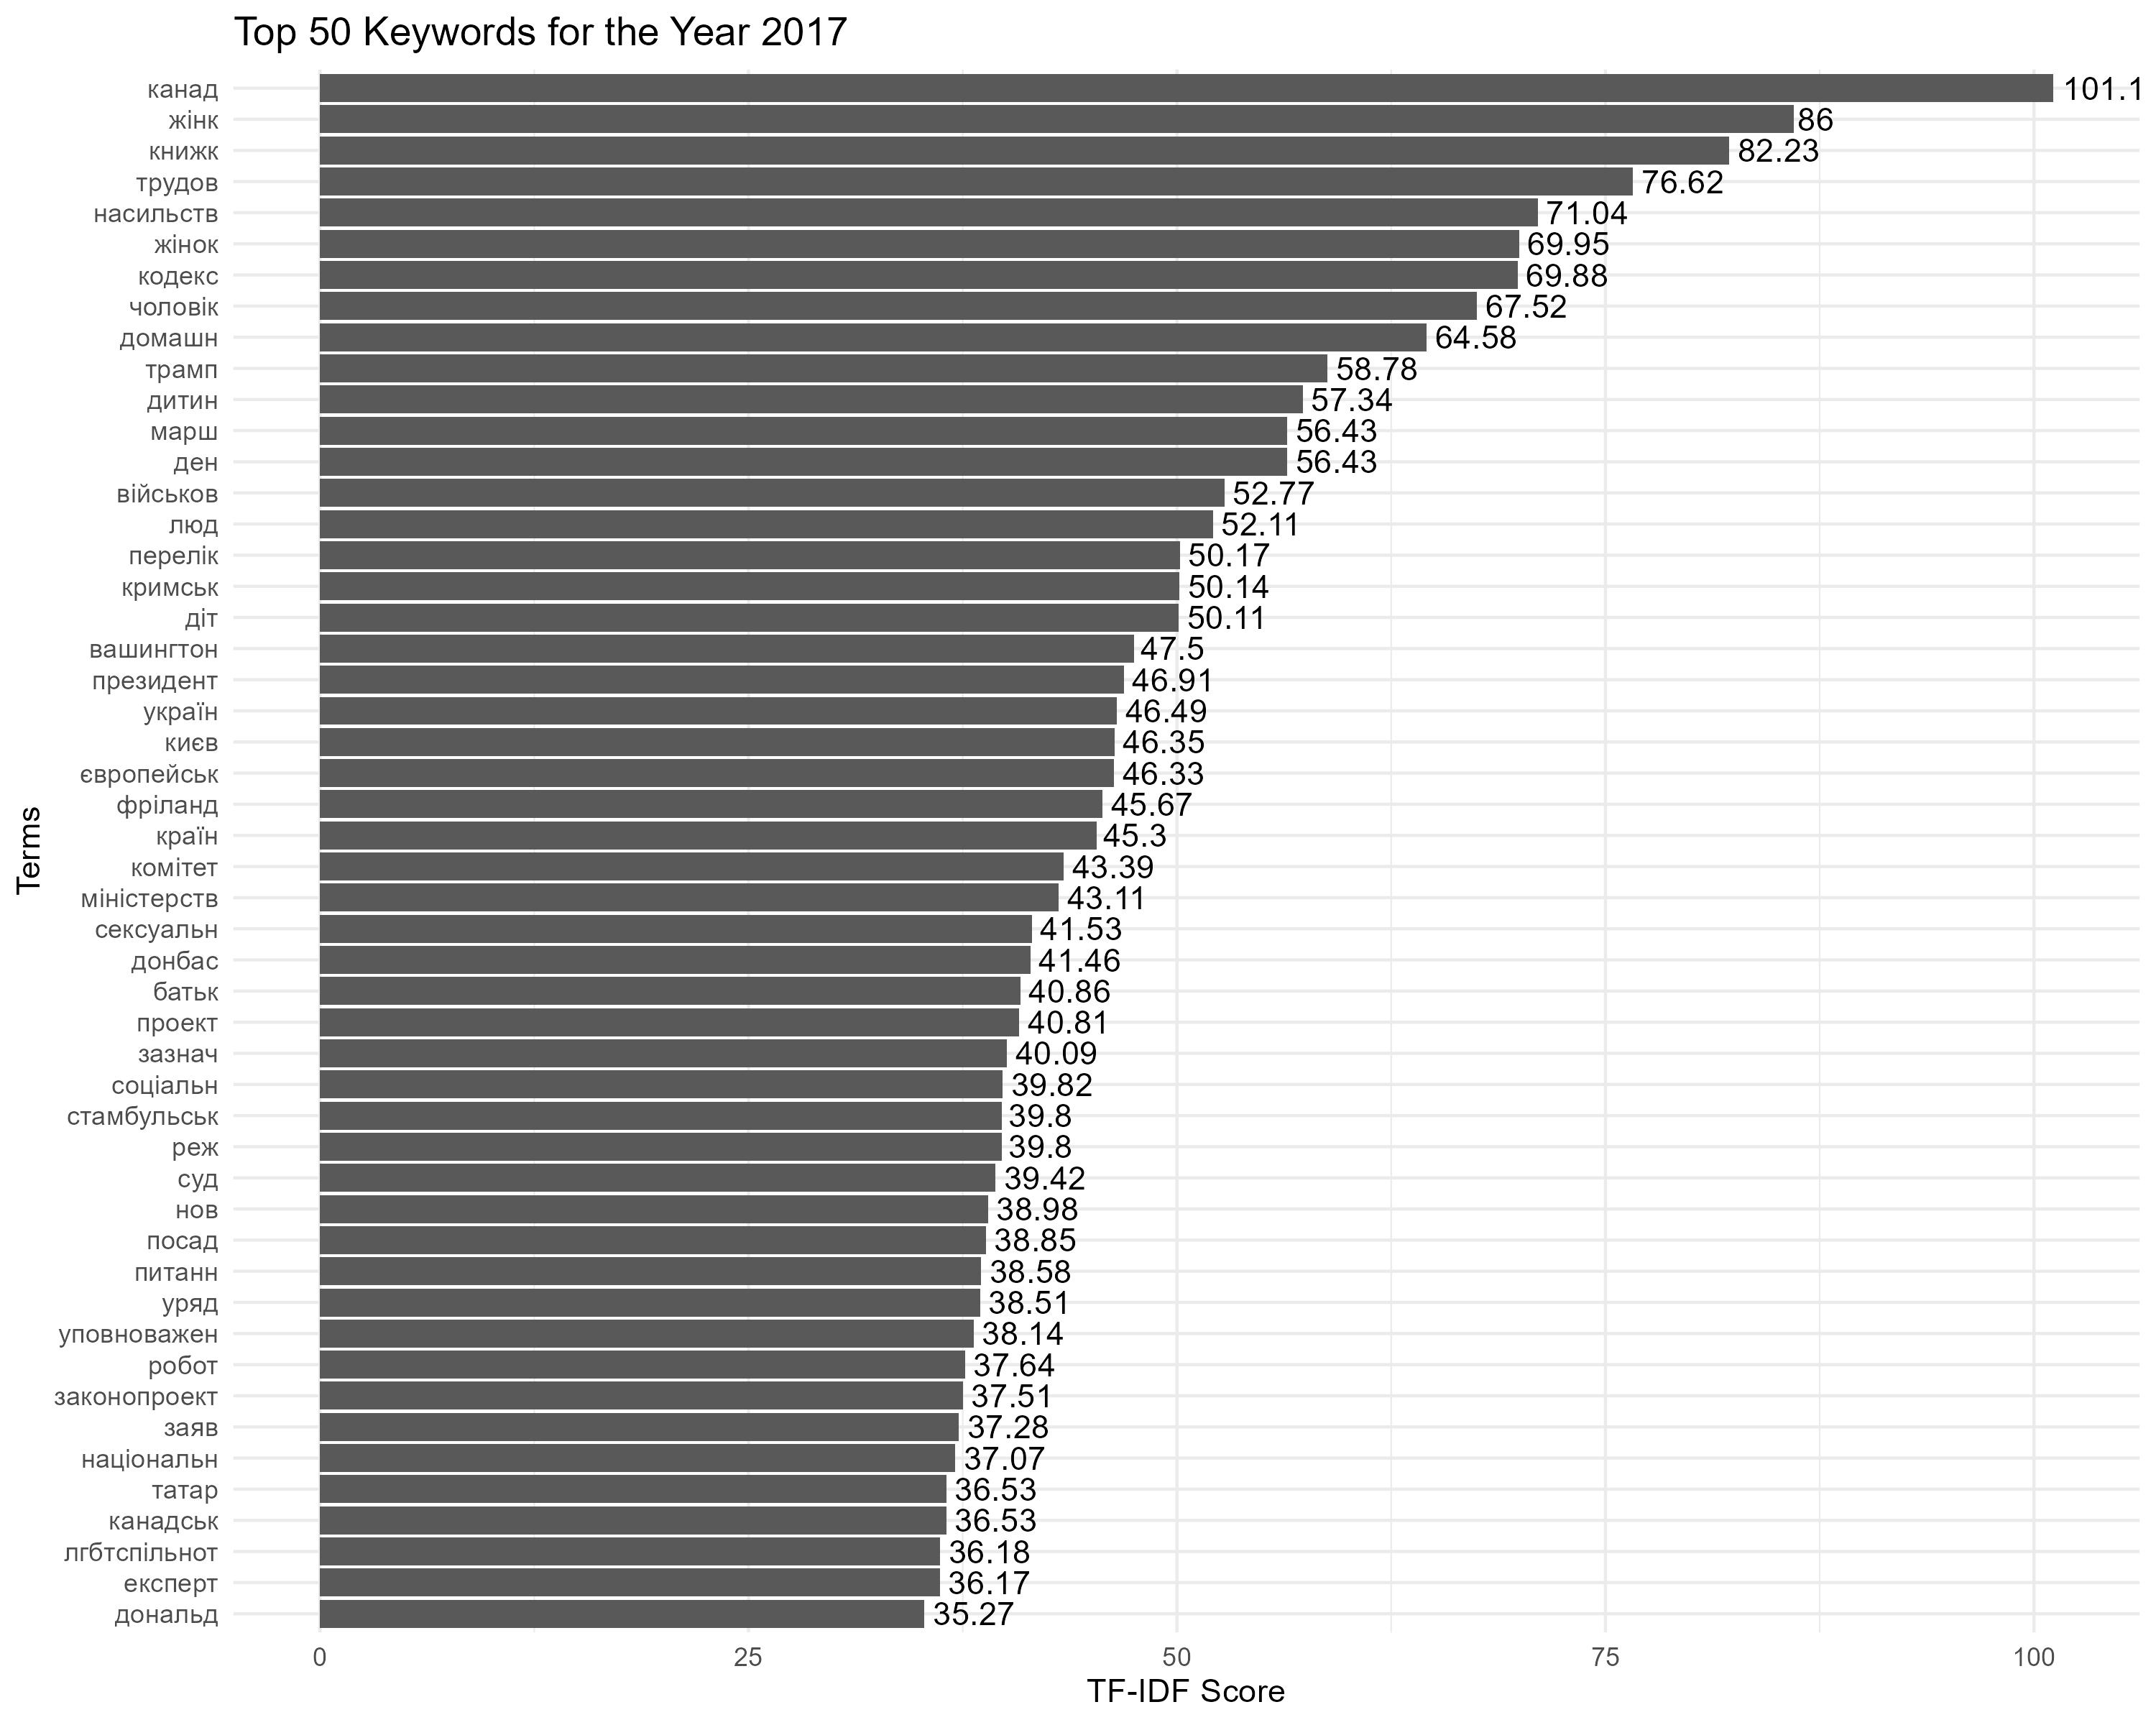 Top 50 Keywords for the Year 2017
канад 101.1
жінк 86
книжк 82.23
трудов 76.62
насильств 71.04
жінок 69.95
кодекс 69.88
чоловік 67.52
домашн 64.58
трамп 58.78
дитин 57.34
марш 56.43
ден 56.43
військов 52.77
люд 52.11
перелік 50.17
кримськ 50.14
діт 50.11
вашингтон 47.5
президент 46.91
україн 46.49
києв 46.35
європейськ 46.33
фріланд 45.67
країн 45.3
комітет 43.39
міністерств 43.11
сексуальн 41.53
донбас 41.46
батьк 40.86
проект 40.81
зазнач 40.09
соціальн 39.82
стамбульськ 39.8
реж 39.8
суд 39.42
нов 38.98
посад 38.85
питанн 38.58
уряд 38.51
уповноважен 38.14
робот 37.64
законопроект 37.51
заяв 37.28
національн 37.07
татар 36.53
канадськ 36.53
лгбтспільнот 36.18
експерт 36.17
дональд 35.27
0 25 50 75 100
TF-IDF Score
Terms